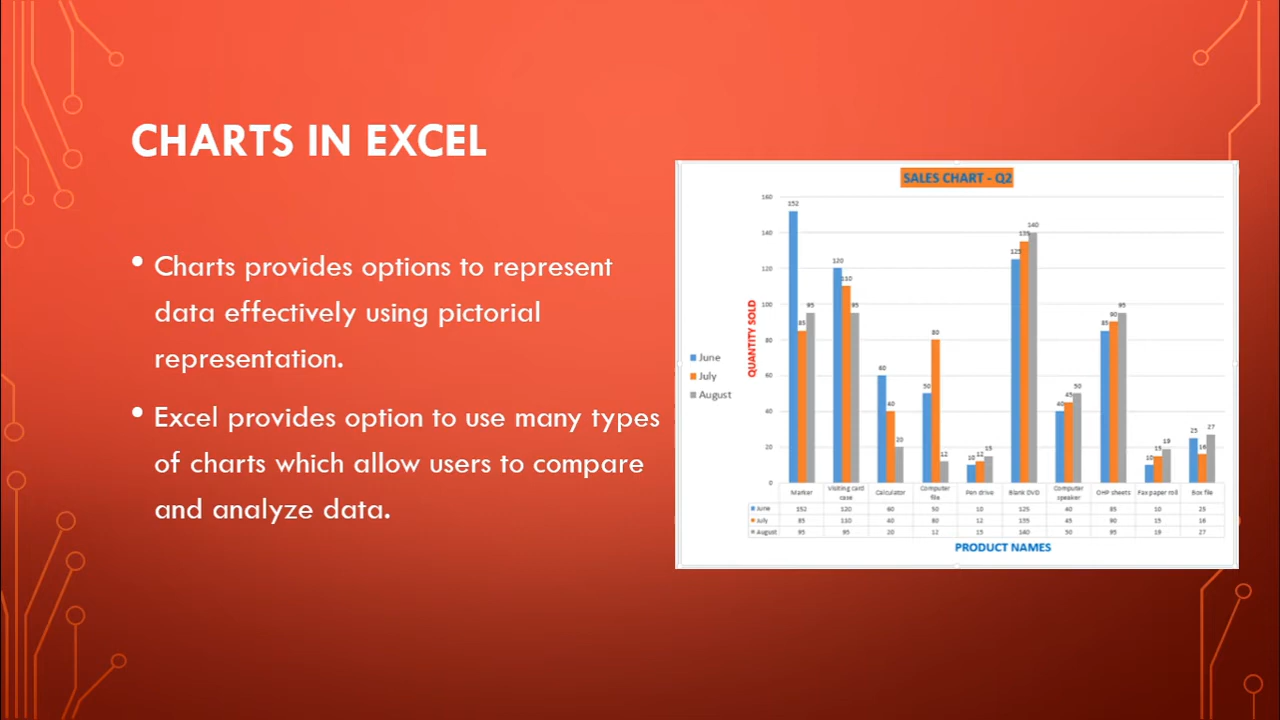 CHARTS IN EXCEL
• Charts provides options to represent
data effectively using pictorial
representation.
• Excel provides option to use many types
of charts which allow users to compare
and analyze data.
SALES CHART - Q2
QUANTITY SOLD
160
140
120
100
80
60
40
20
0
June
July
August
152 85 95
120 110 95
60 40 20
50 80 12
10 12 15
125 135 140
40 45 50
85 90 95
10 15 19
25 16 27
Marker Visiting card case Calculator Computer file Pen drive Blank DVD Computer speaker OHP sheets Fax paper roll Box file
June 152 120 60 50 10 125 40 85 10 25
July 85 110 40 80 12 135 45 90 15 16
August 95 95 20 12 15 140 50 95 19 27
PRODUCT NAMES